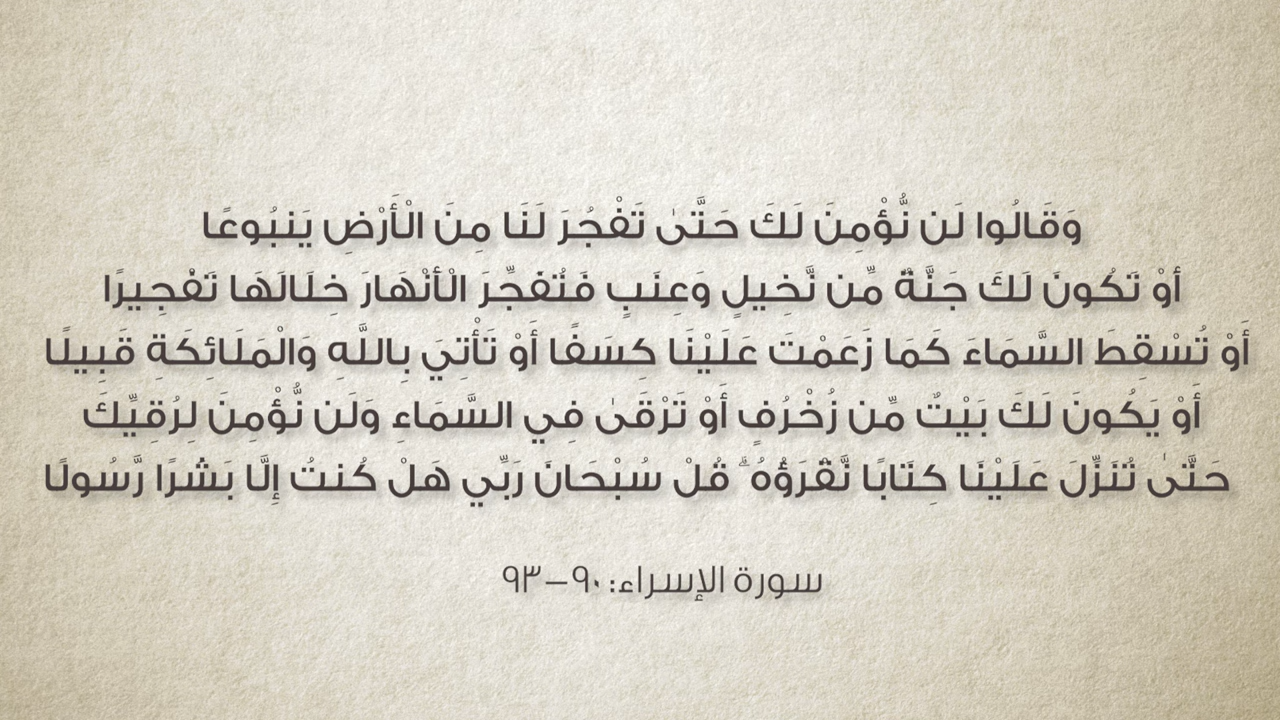 وَقَالُوا لَن نُّؤْمِنَ لَكَ حَتَّىٰ تَفْجُرَ لَنَا مِنَ الْأَرْضِ يَنبُوعًا
أَوْ تَكُونَ لَكَ جَنَّةٌ مِّن نَّخِيلٍ وَعِنَبٍ فَتُفَجِّرَ الْأَنْهَارَ خِلَالَهَا تَفْجِيرًا
أَوْ تُسْقِطَ السَّمَاءَ كَمَا زَعَمْتَ عَلَيْنَا كِسَفًا أَوْ تَأْتِيَ بِاللَّهِ وَالْمَلَائِكَةِ قَبِيلًا
أَوْ يَكُونَ لَكَ بَيْتٌ مِّن زُخْرُفٍ أَوْ تَرْقَىٰ فِي السَّمَاءِ وَلَن نُّؤْمِنَ لِرُقِيِّكَ
حَتَّىٰ تُنَزِّلَ عَلَيْنَا كِتَابًا نَّقْرَؤُهُ ۗ قُلْ سُبْحَانَ رَبِّي هَلْ كُنتُ إِلَّا بَشَرًا رَّسُولًا
سورة الإسراء: ٩٠–٩٣